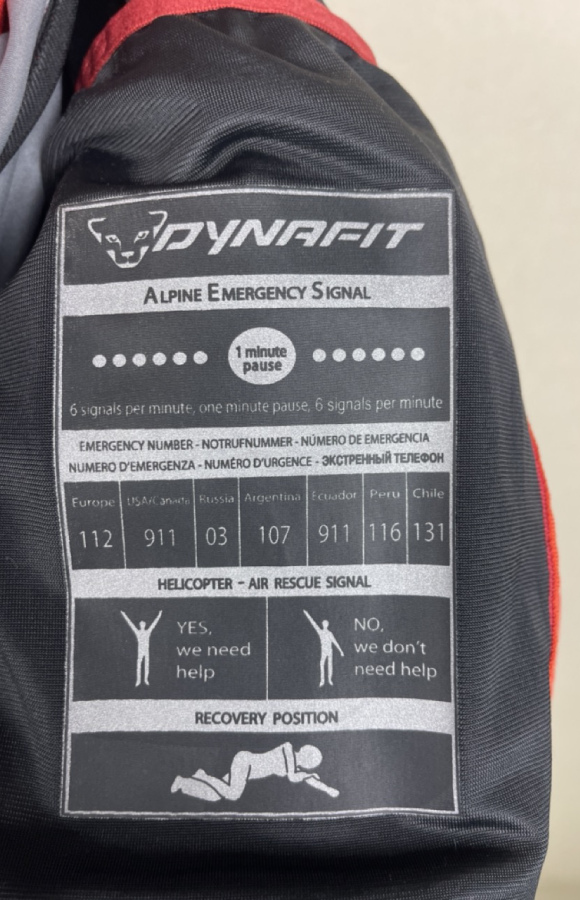 DYNAFIT
ALPINE EMERGENCY SIGNAL
1 minute
pause
6 signals per minute, one minute pause, 6 signals per minute
EMERGENCY NUMBER - NOTRUFNUMMER - NÚMERO DE EMERGENCIA
NUMERO D'EMERGENZA - NUMÉRO D'URGENCE - ЭКСТРЕННЫЙ ТЕЛЕФОН
Europe USA/Canada Russia Argentina Ecuador Peru Chile
112 911 03 107 911 116 131
HELICOPTER - AIR RESCUE SIGNAL
YES,
we need
help
NO,
we don't
need help
RECOVERY POSITION